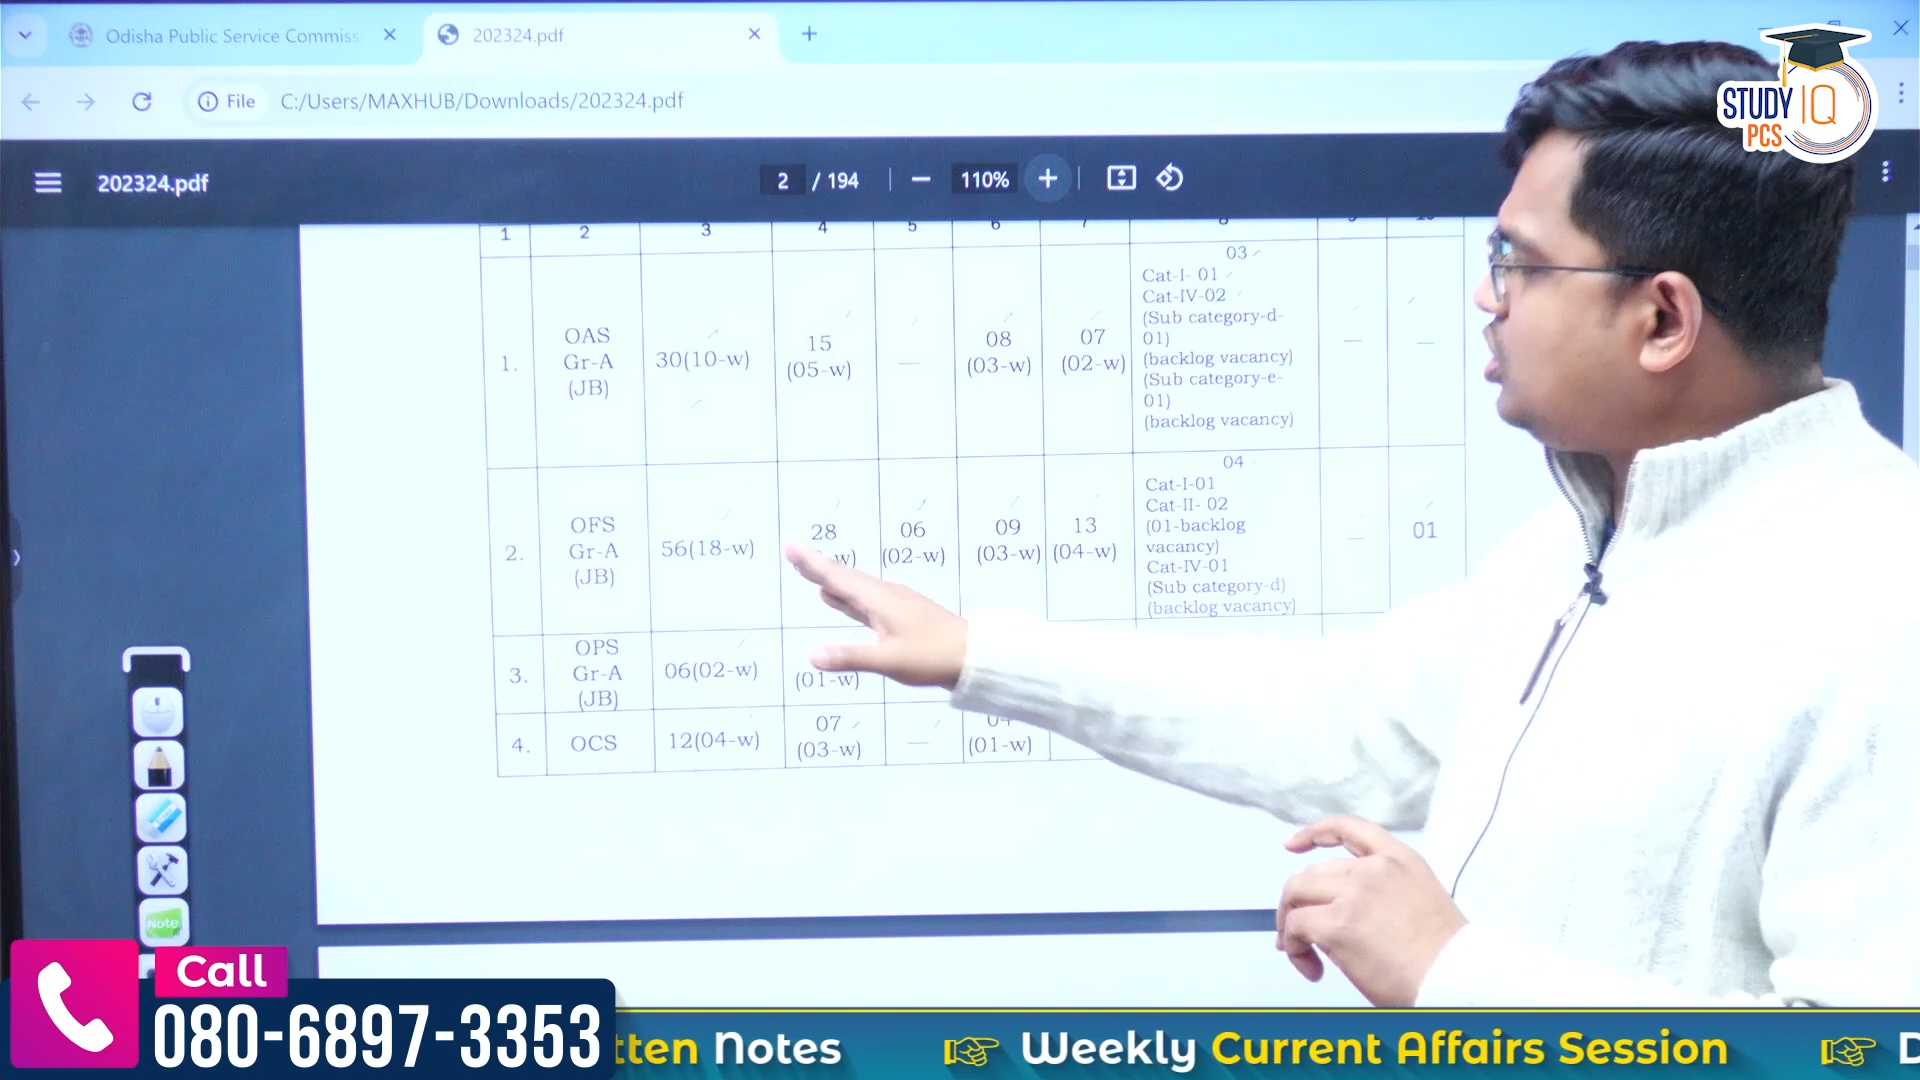 Odisha Public Service Commiss
202324.pdf
File C:/Users/MAXHUB/Downloads/202324.pdf
STUDY IQ
PCS
202324.pdf
2 / 194
110%
1 2 3 4 5 6 7 8
1.
OAS
Gr-A
(JB)
30(10-w)
15
(05-w)
—
08
(03-w)
07
(02-w)
03
Cat-I- 01
Cat-IV-02
(Sub category-d-
01)
(backlog vacancy)
(Sub category-e-
01)
(backlog vacancy)
—
—
2.
OFS
Gr-A
(JB)
56(18-w)
28
-w)
06
(02-w)
09
(03-w)
13
(04-w)
04
Cat-I-01
Cat-II- 02
(01-backlog
vacancy)
Cat-IV-01
(Sub category-d)
(backlog vacancy)
—
01
3.
OPS
Gr-A
(JB)
06(02-w)
(01-w)
4.
OCS
12(04-w)
07
(03-w)
—
04
(01-w)
Note
Call
080-6897-3353
tten Notes
Weekly Current Affairs Session
D